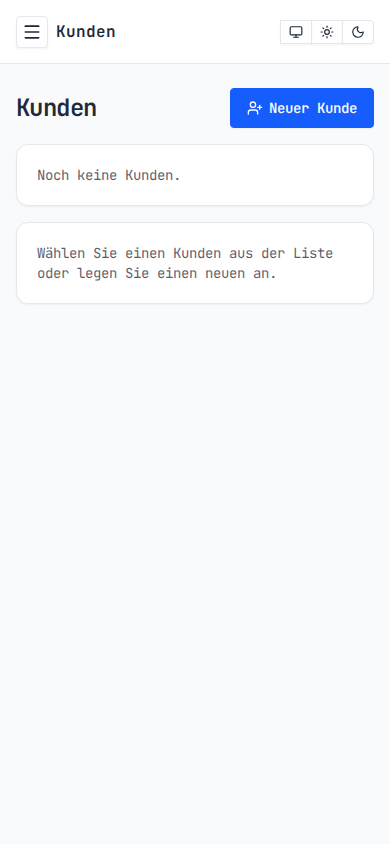 Kunden
Kunden
Neuer Kunde
Noch keine Kunden.
Wählen Sie einen Kunden aus der Liste
oder legen Sie einen neuen an.